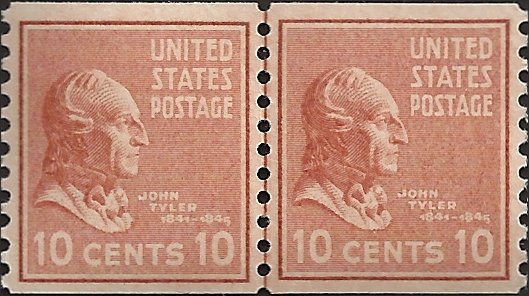 UNITED
STATES
POSTAGE
JOHN
TYLER
1841-1845
10 CENTS 10
UNITED
STATES
POSTAGE
JOHN
TYLER
1841-1845
10 CENTS 10